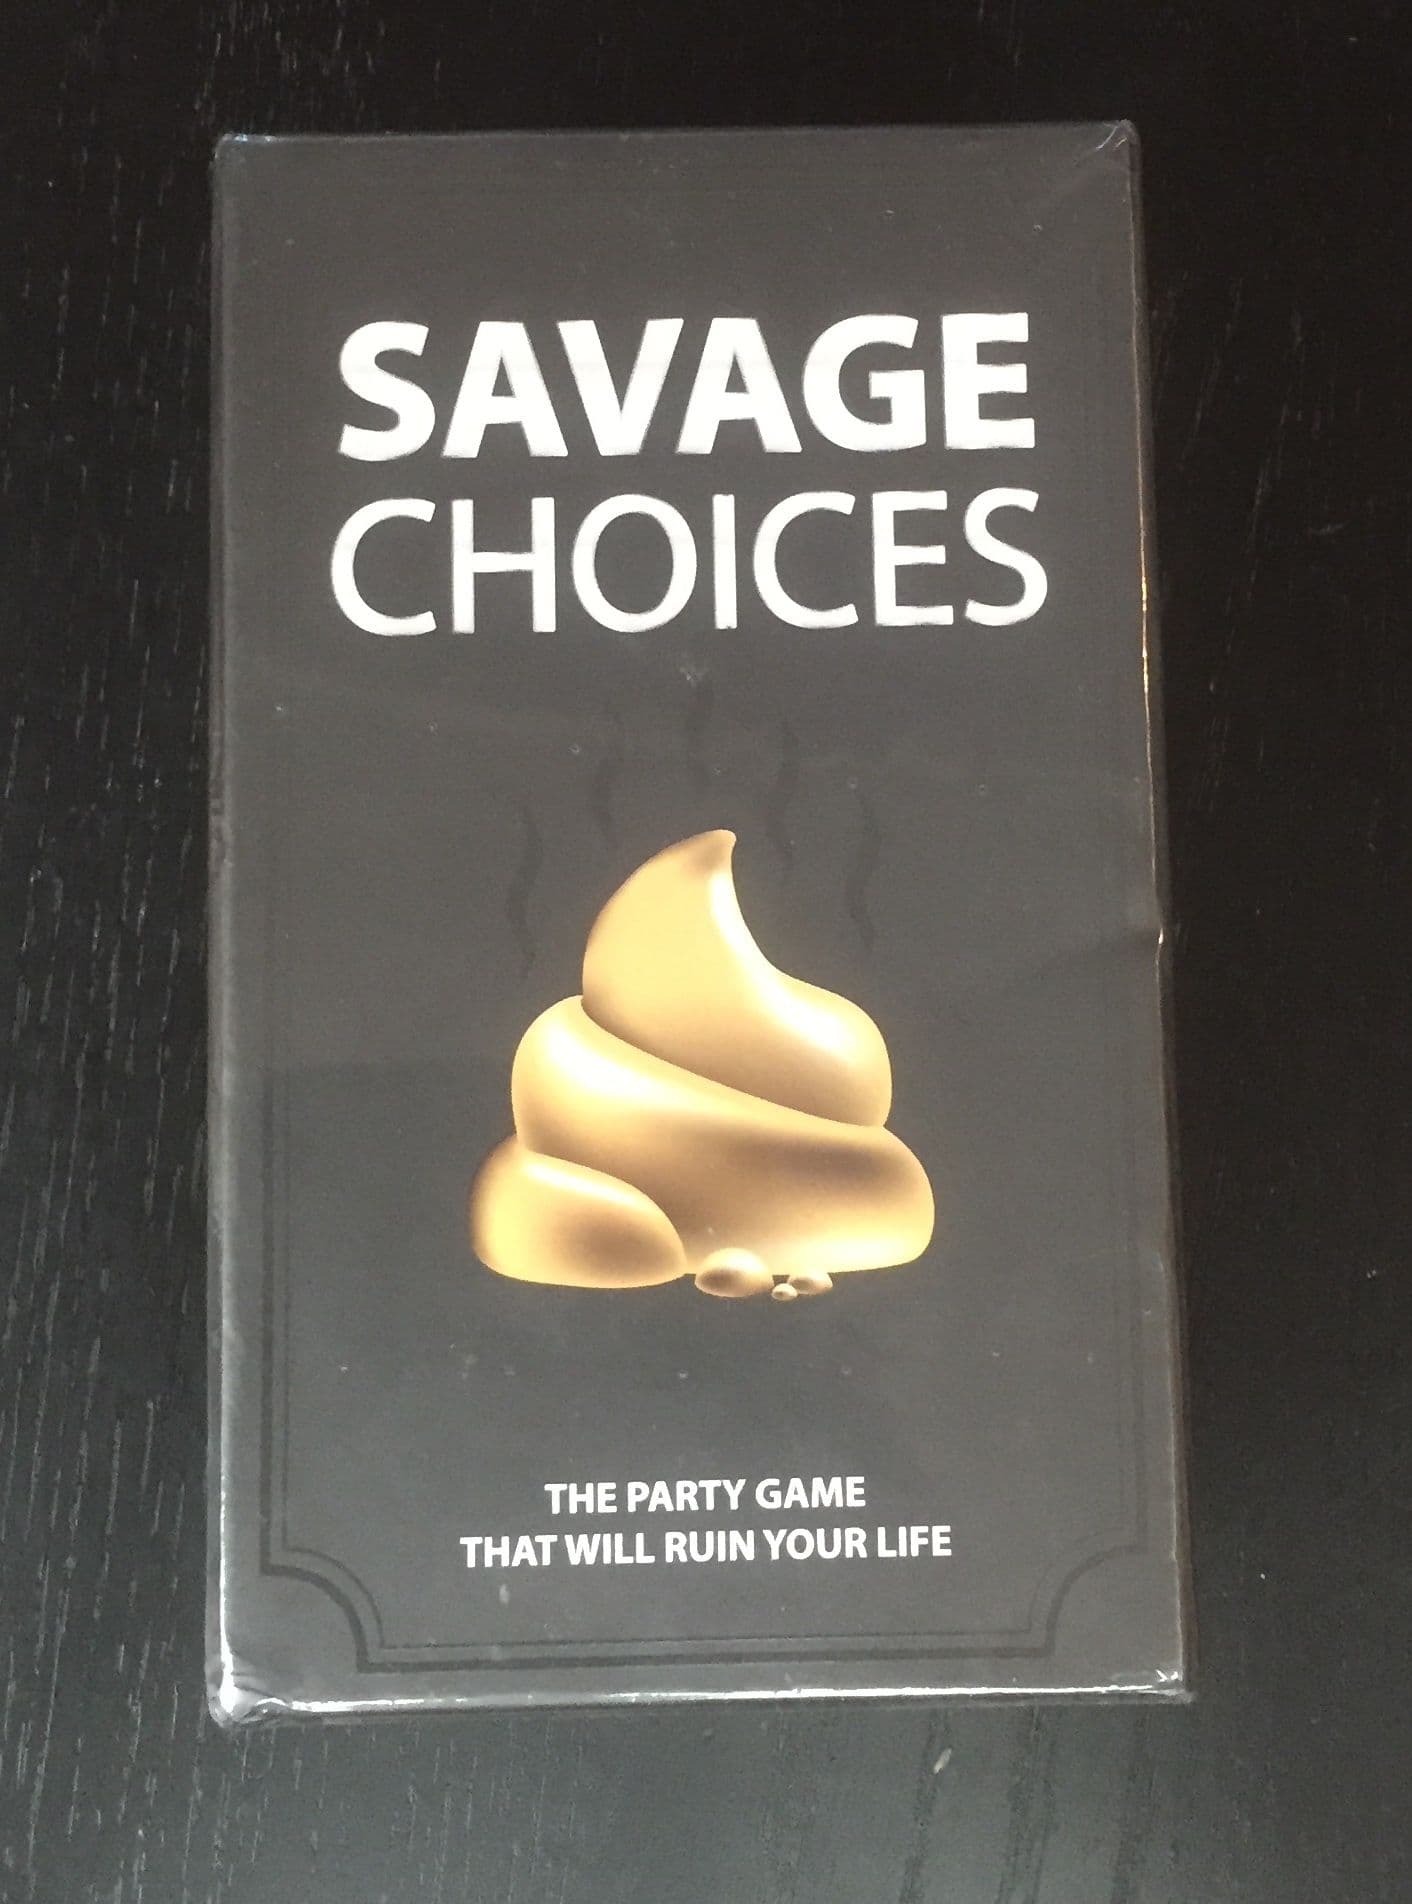 SAVAGE
CHOICES
THE PARTY GAME
THAT WILL RUIN YOUR LIFE